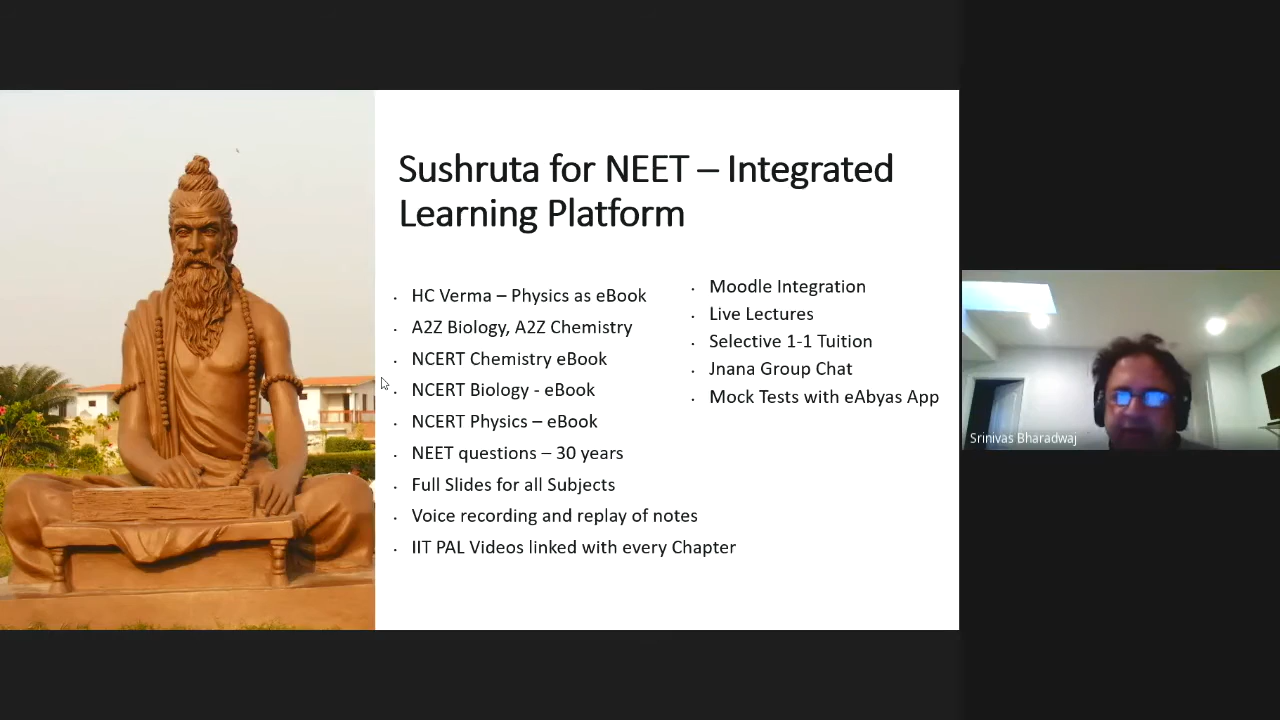 Sushruta for NEET – Integrated
Learning Platform
HC Verma – Physics as eBook
A2Z Biology, A2Z Chemistry
NCERT Chemistry eBook
NCERT Biology - eBook
NCERT Physics – eBook
NEET questions – 30 years
Full Slides for all Subjects
Voice recording and replay of notes
IIT PAL Videos linked with every Chapter
Moodle Integration
Live Lectures
Selective 1-1 Tuition
Jnana Group Chat
Mock Tests with eAbyas App
Srinivas Bharadwaj